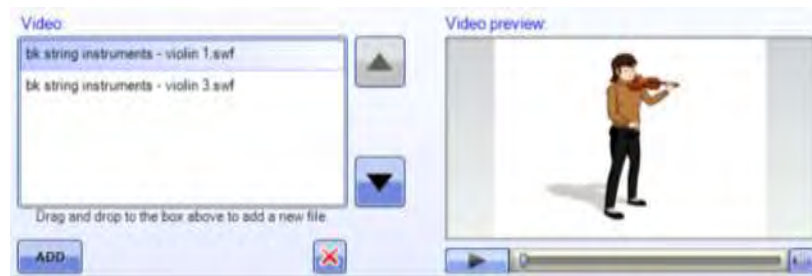 Video:
bk string instruments - violin 1.swf
bk string instruments - violin 3.swf
Drag and drop to the box above to add a new file
ADD
Video preview: